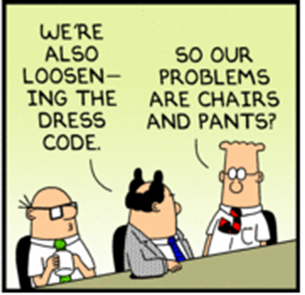 WE'RE
ALSO
LOOSEN—
ING THE
DRESS
CODE.
SO OUR
PROBLEMS
ARE CHAIRS
AND PANTS?